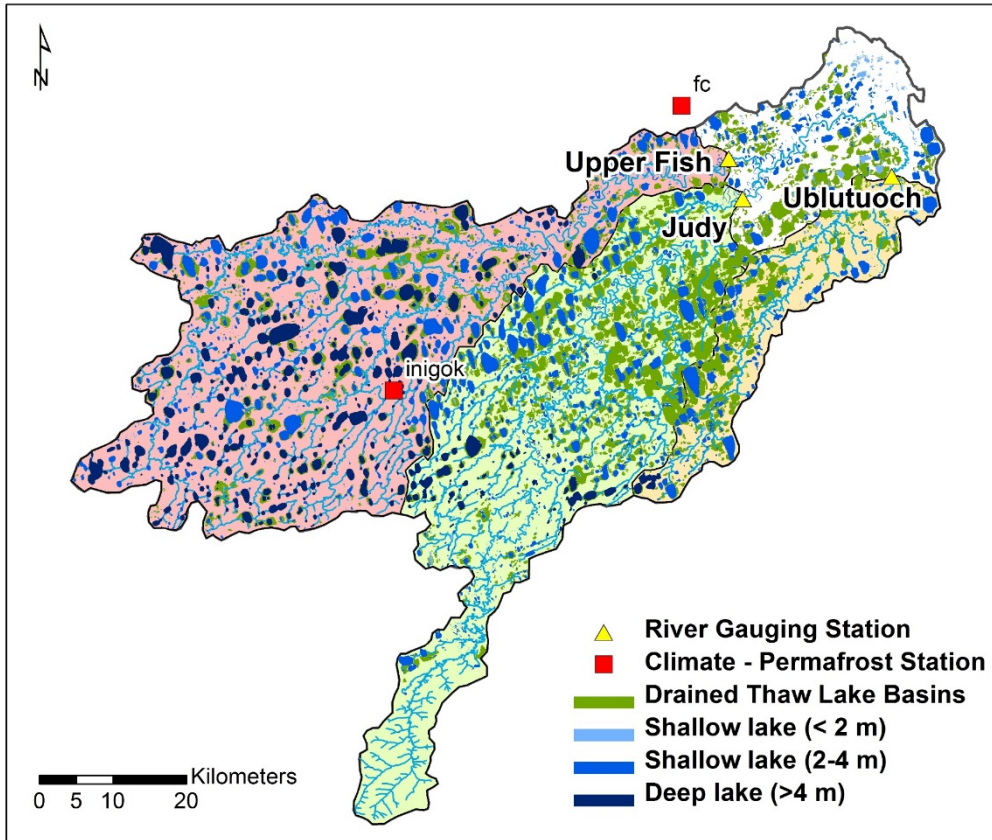 N
fc
Upper Fish
Ublutuoch
Judy
inigok
River Gauging Station
Climate - Permafrost Station
Drained Thaw Lake Basins
Shallow lake (< 2 m)
Shallow lake (2-4 m)
Deep lake (>4 m)
Kilometers
0 5 10 20